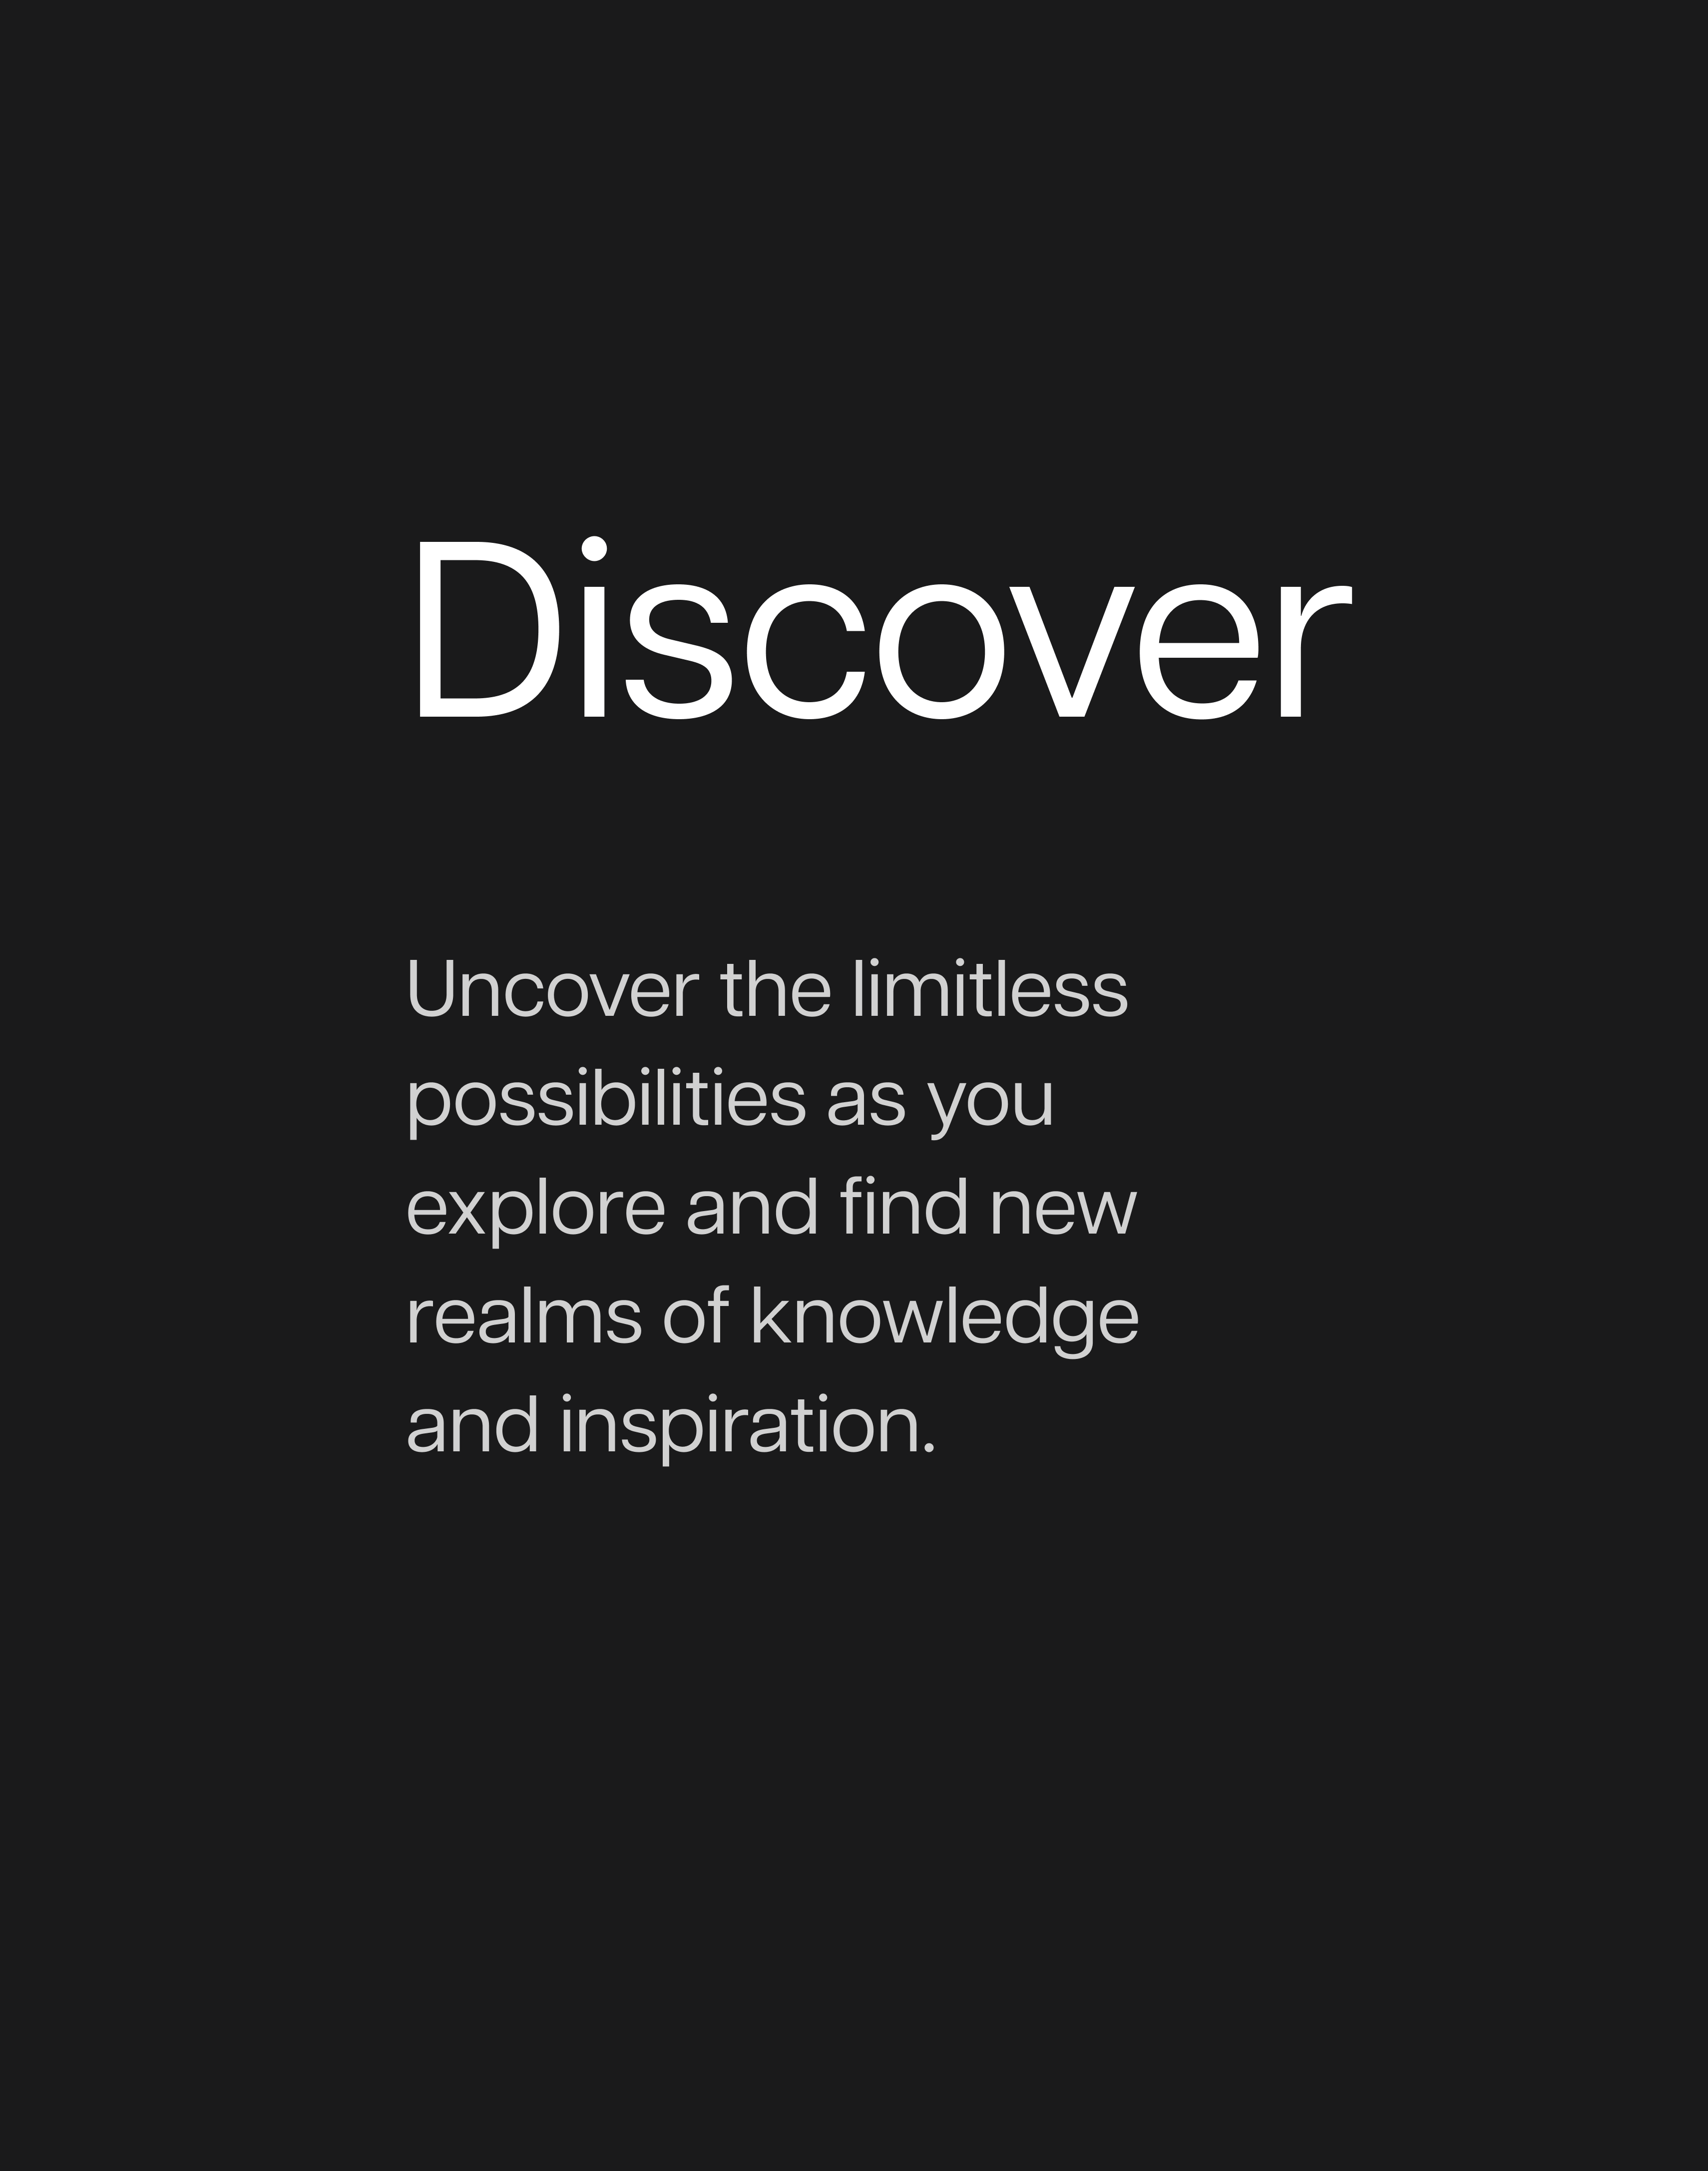 Discover
Uncover the limitless
possibilities as you
explore and find new
realms of knowledge
and inspiration.